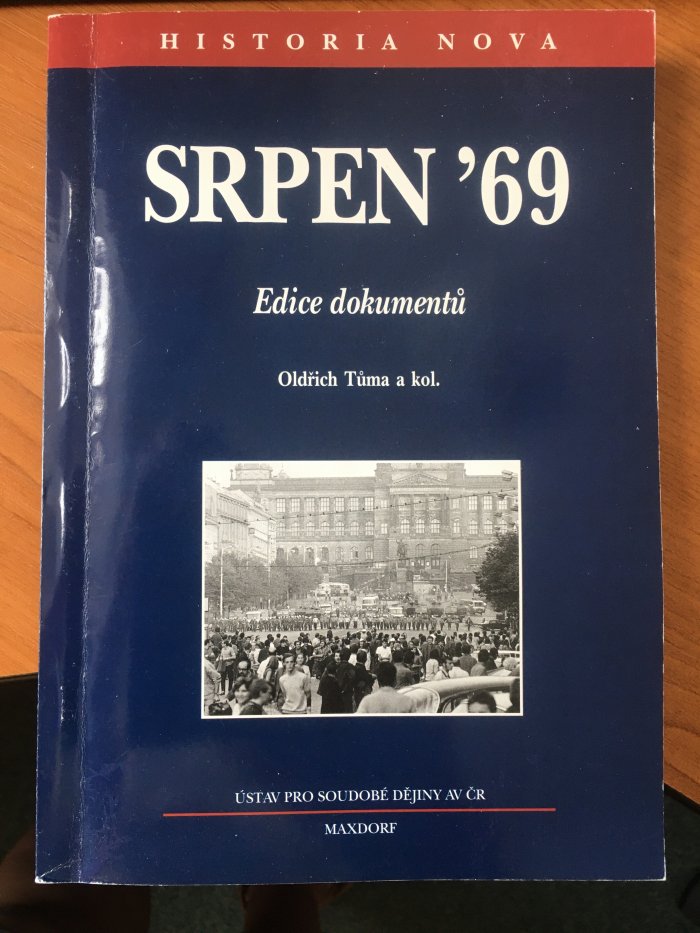 HISTORIA NOVA
SRPEN ’69
Edice dokumentů
Oldřich Tůma a kol.
ÚSTAV PRO SOUDOBÉ DĚJINY AV ČR
MAXDORF